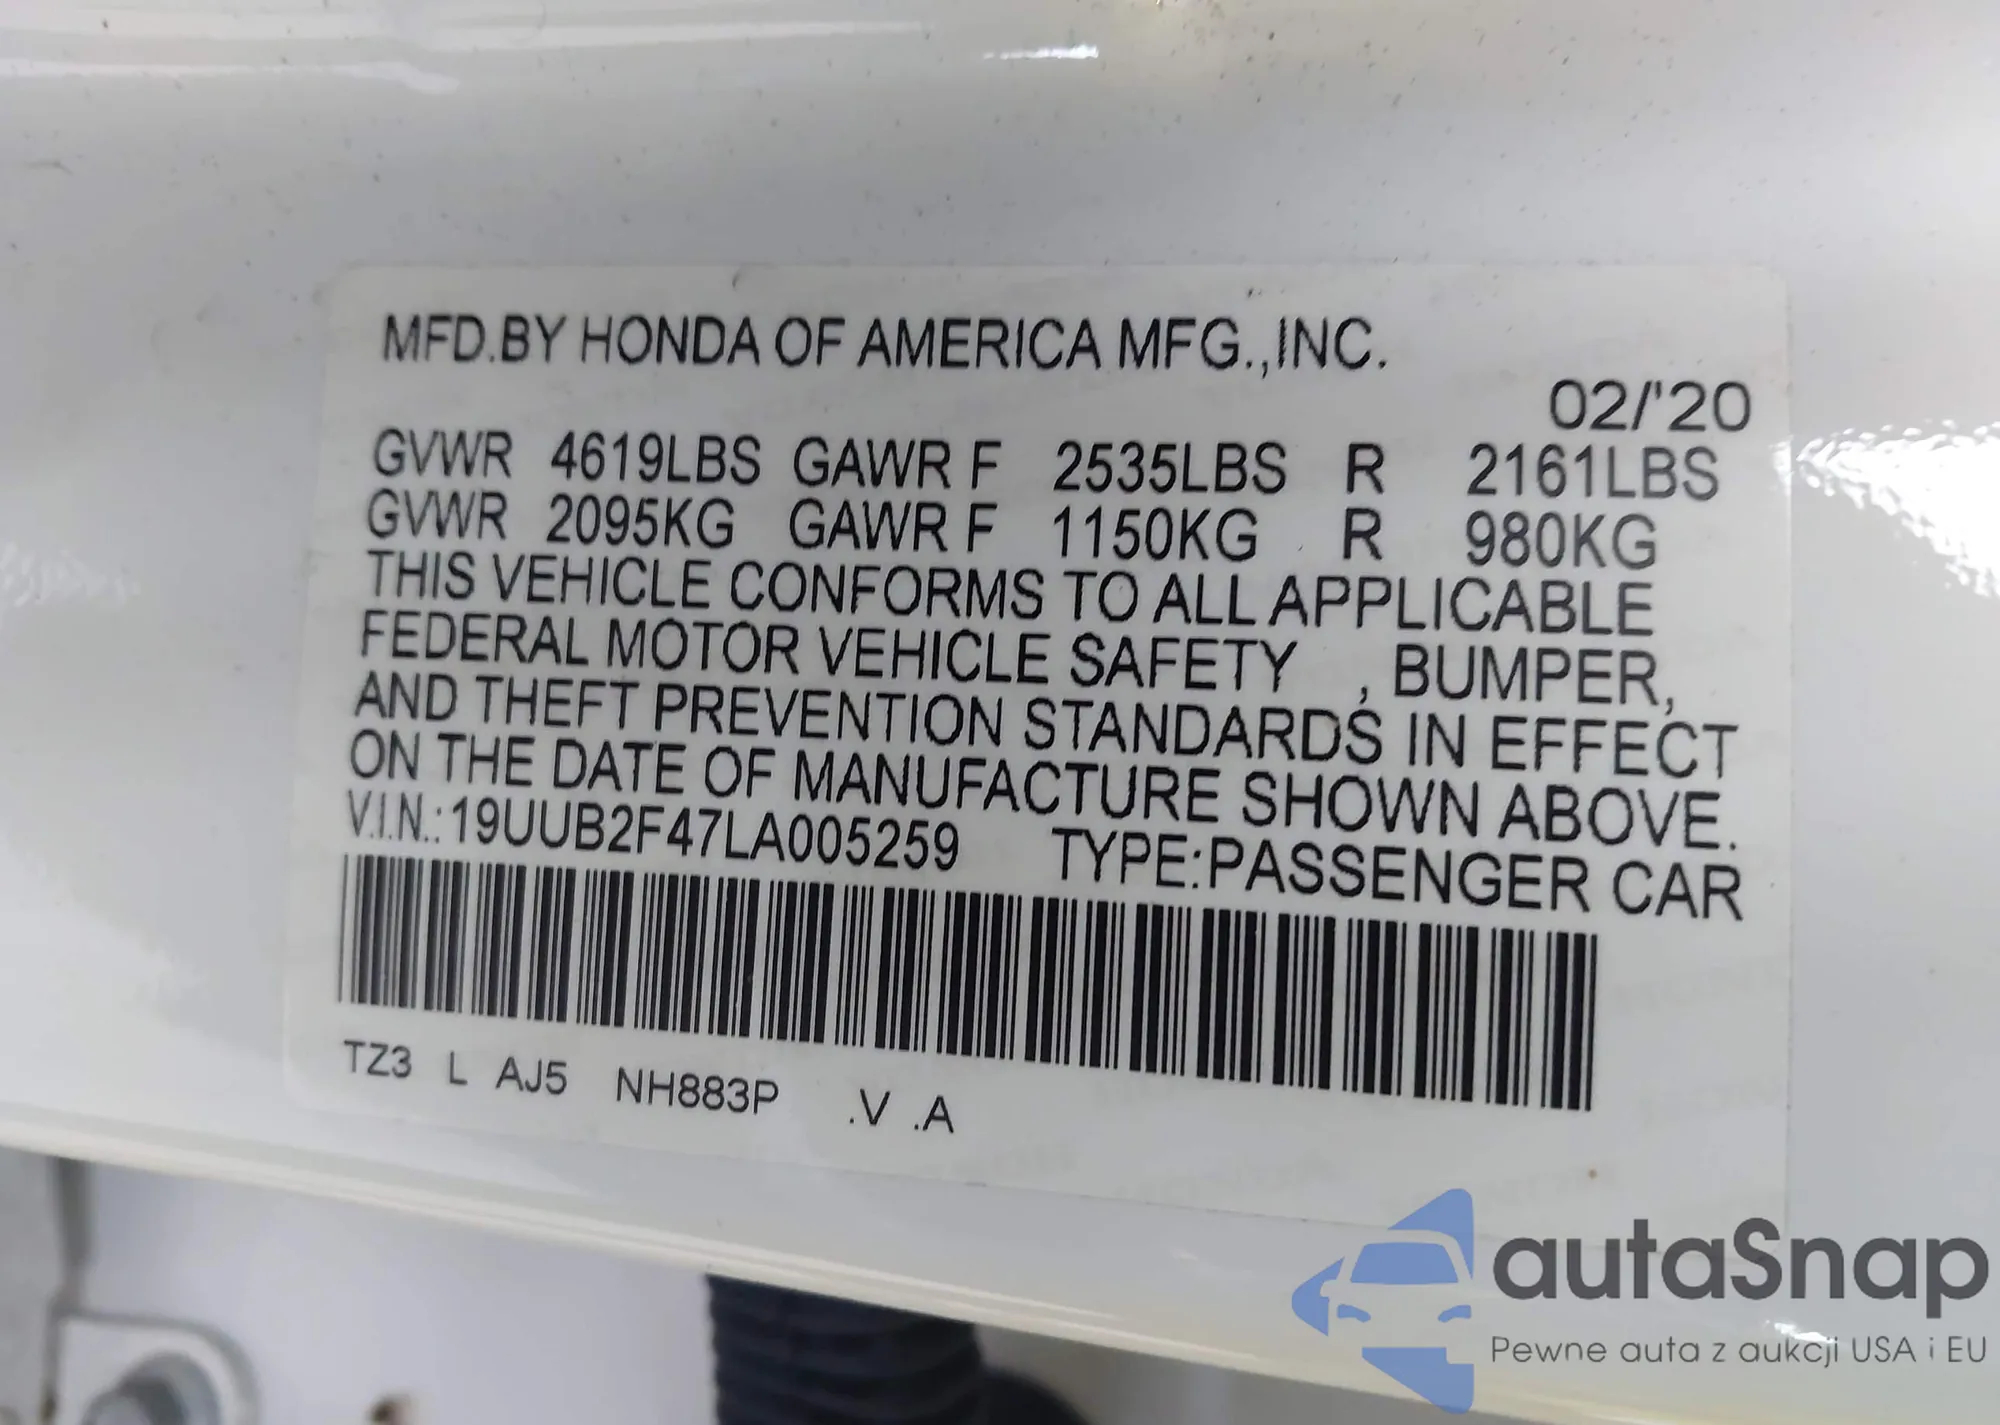 MFD.BY HONDA OF AMERICA MFG.,INC.
02/'20
GVWR 4619LBS GAWR F 2535LBS R 2161LBS
GVWR 2095KG GAWR F 1150KG R 980KG
THIS VEHICLE CONFORMS TO ALL APPLICABLE
FEDERAL MOTOR VEHICLE SAFETY , BUMPER,
AND THEFT PREVENTION STANDARDS IN EFFECT
ON THE DATE OF MANUFACTURE SHOWN ABOVE.
V.I.N.:19UUB2F47LA005259 TYPE:PASSENGER CAR
TZ3 L AJ5 NH883P .V .A
autaSnap
Pewne auta z aukcji USA i EU